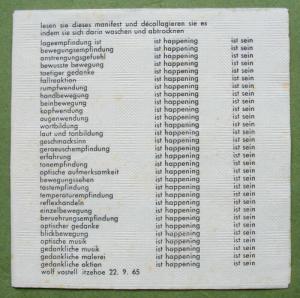 lesen sie dieses manifest und décollagieren sie es
indem sie sich darin waschen und abtrocknen
lageempfindung ist ist happening ist sein
bewegungsempfindung ist happening ist sein
anstrengungsgefuehl ist happening ist sein
bewusste bewegung ist happening ist sein
taetiger gedanke ist happening ist sein
fallreaktion ist happening ist sein
rumpfwendung ist happening ist sein
handbewegung ist happening ist sein
beinbewegung ist happening ist sein
kopfwendung ist happening ist sein
augenwendung ist happening ist sein
wortbildung ist happening ist sein
laut und tonbildung ist happening ist sein
geschmacksinn ist happening ist sein
geraeuschempfindung ist happening ist sein
erfahrung ist happening ist sein
tonempfindung ist happening ist sein
optische aufmerksamkeit ist happening ist sein
bewegungssehen ist happening ist sein
tastempfindung ist happening ist sein
temperaturempfindung ist happening ist sein
reflexhandeln ist happening ist sein
einzelbewegung ist happening ist sein
beruehrungsempfindung ist happening ist sein
optischer gedanke ist happening ist sein
blickbewegung ist happening ist sein
optische musik ist happening ist sein
gedankliche musik ist happening ist sein
gedankliche malerei ist happening ist sein
gedankliche aktion ist happening ist sein
wolf vostell itzehoe 22. 9. 65